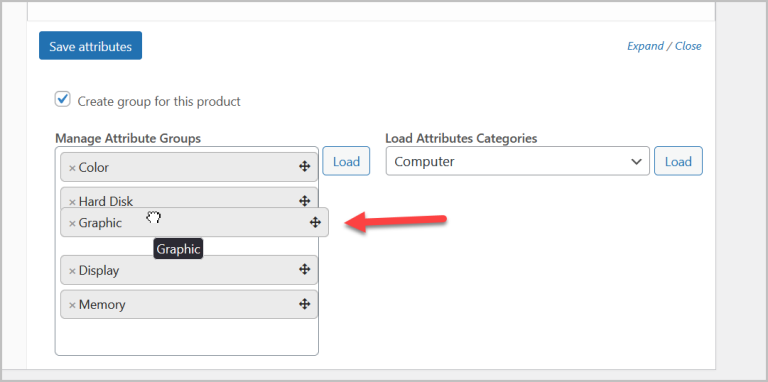 Save attributes
Expand / Close
Create group for this product
Manage Attribute Groups
Load Attributes Categories
× Color
Load
Computer
Load
× Hard Disk
× Graphic
Graphic
× Display
× Memory